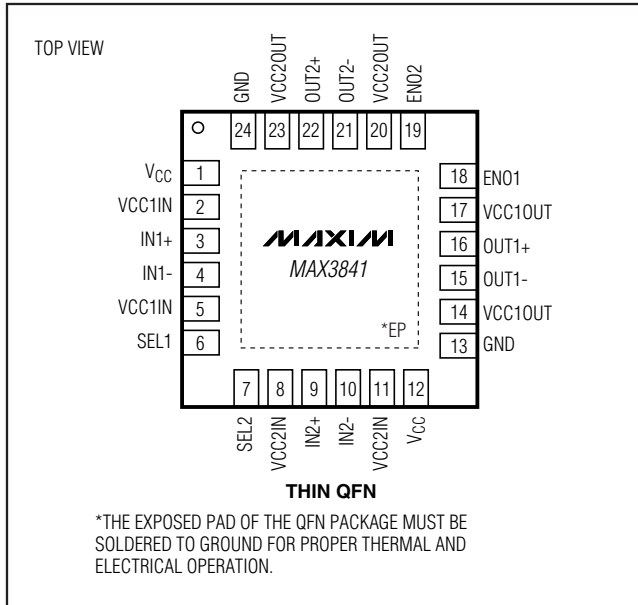 TOP VIEW
GND
VCC2OUT
OUT2+
OUT2-
VCC2OUT
ENO2
24
23
22
21
20
19
VCC 1
VCC1IN 2
IN1+ 3
IN1- 4
VCC1IN 5
SEL1 6
18 ENO1
17 VCC1OUT
16 OUT1+
15 OUT1-
14 VCC1OUT
13 GND
MAXIM
MAX3841
*EP
7
8
9
10
11
12
SEL2
VCC2IN
IN2+
IN2-
VCC2IN
VCC
THIN QFN
*THE EXPOSED PAD OF THE QFN PACKAGE MUST BE
SOLDERED TO GROUND FOR PROPER THERMAL AND
ELECTRICAL OPERATION.